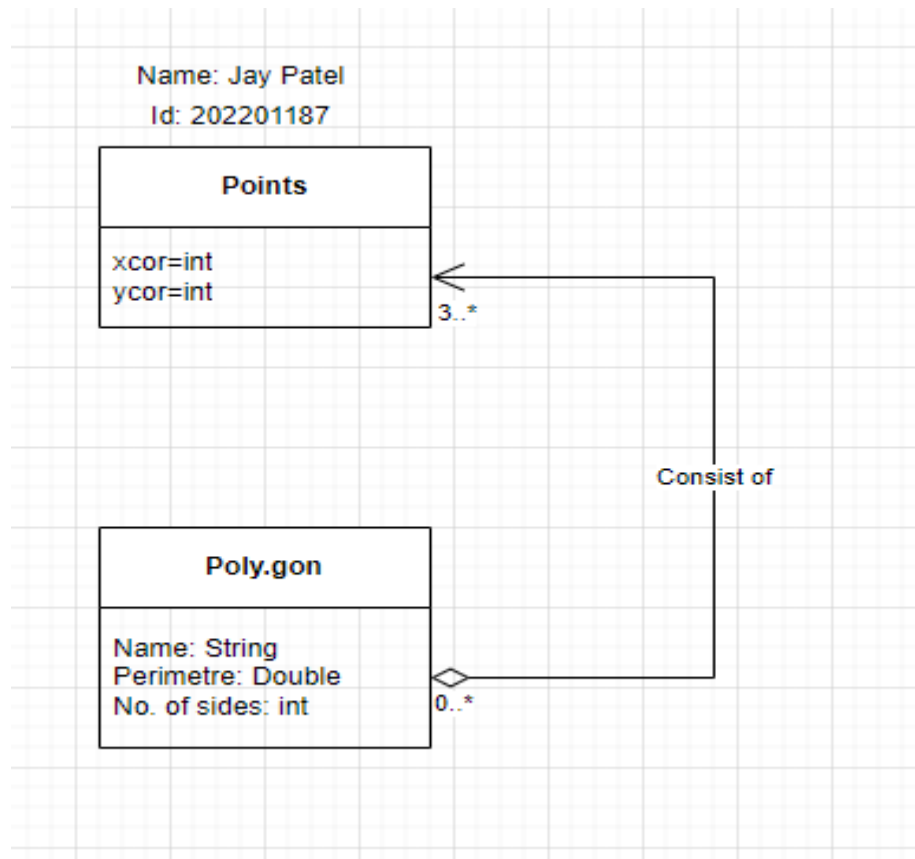 Name: Jay Patel
Id: 202201187
Points
xcor=int
ycor=int
3..*
Consist of
Poly.gon
Name: String
Perimetre: Double
No. of sides: int
0..*